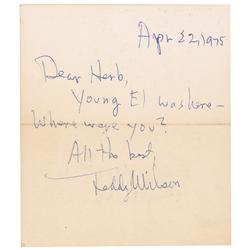 Apr 22, 1975
Dear Herb,
Young El was here –
Where were you?
All the best,
Teddy Wilson